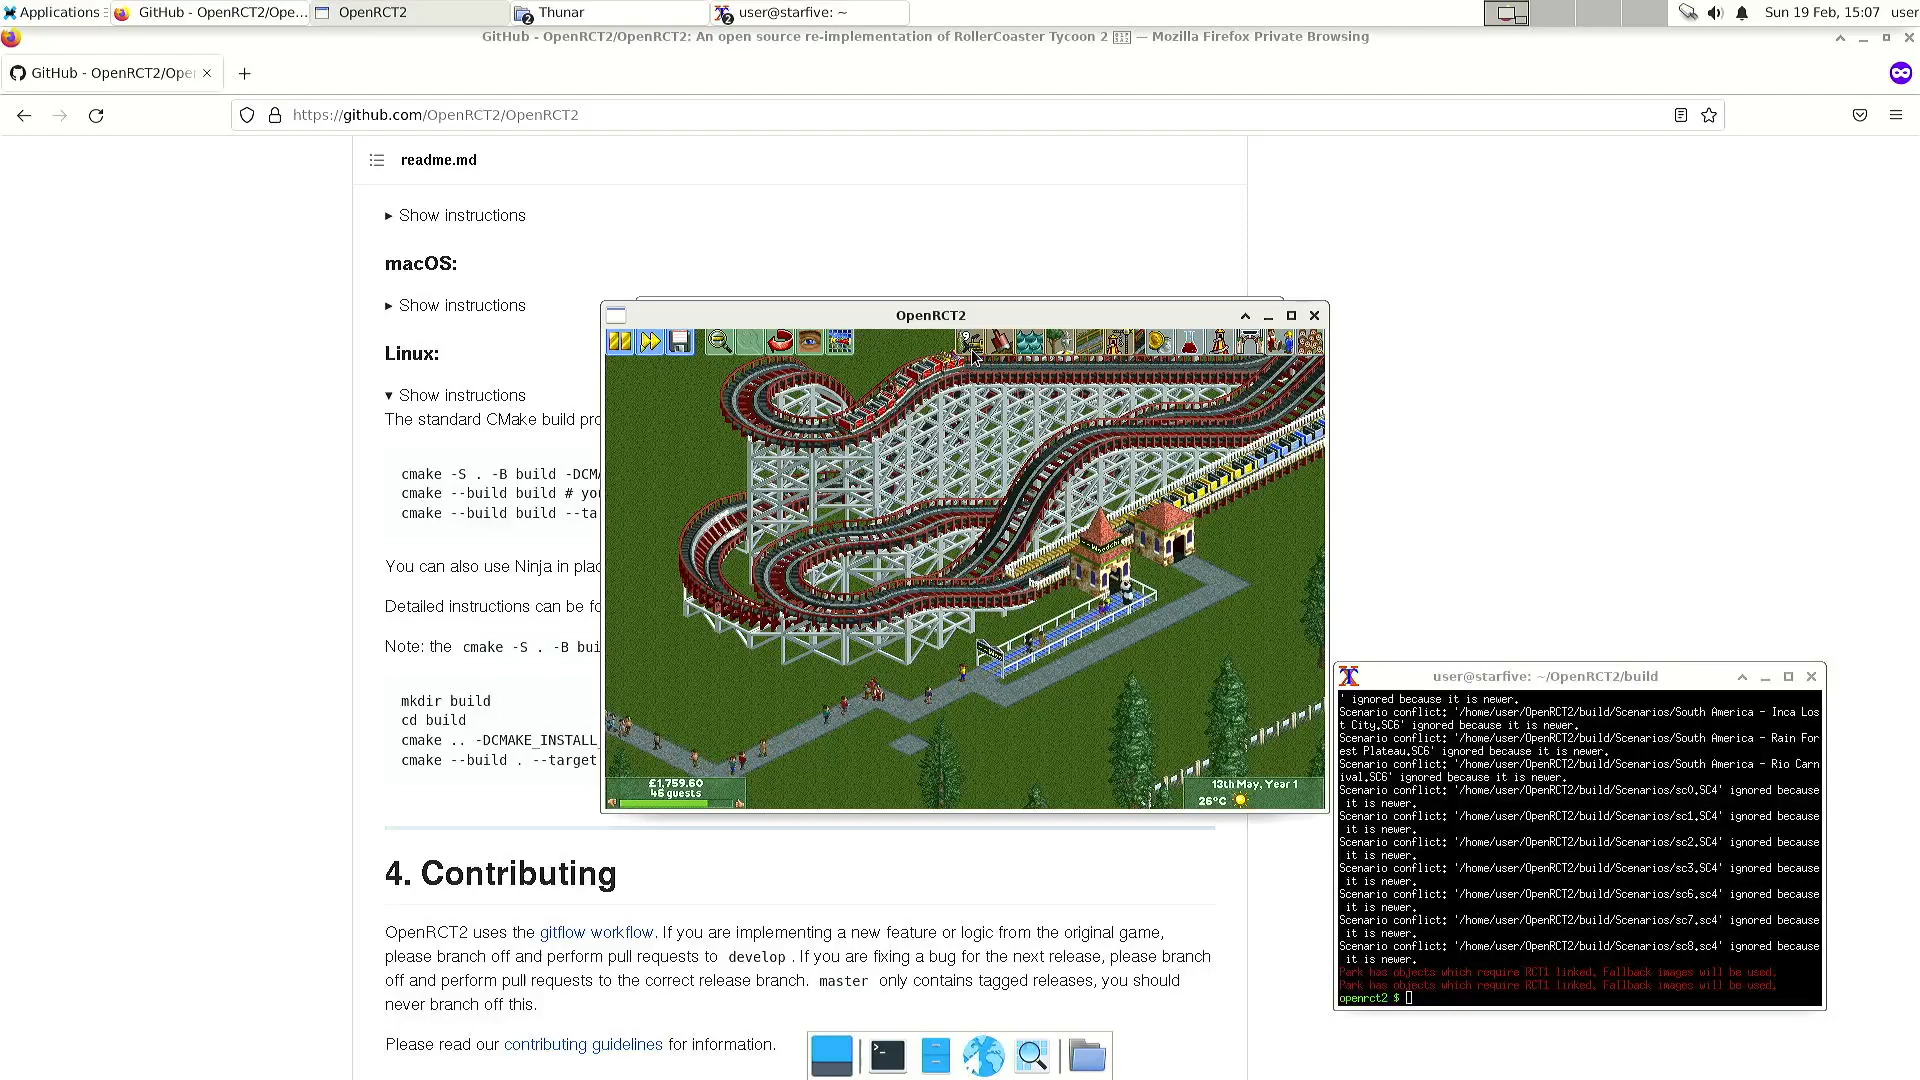 Applications
GitHub - OpenRCT2/Ope...
OpenRCT2
2 Thunar
2 user@starfive: ~
Sun 19 Feb, 15:07
user
GitHub - OpenRCT2/OpenRCT2: An open source re-implementation of RollerCoaster Tycoon 2 — Mozilla Firefox Private Browsing
GitHub - OpenRCT2/Ope
https://github.com/OpenRCT2/OpenRCT2
readme.md
▸ Show instructions
macOS:
▸ Show instructions
Linux:
▾ Show instructions
The standard CMake build pro
cmake -S . -B build -DCMA
cmake --build build # you
cmake --build build --ta
You can also use Ninja in plac
Detailed instructions can be fo
Note: the cmake -S . -B bui
mkdir build
cd build
cmake .. -DCMAKE_INSTALL_
cmake --build . --target
OpenRCT2
£1,759.60
46 guests
13th May, Year 1
26°C
4. Contributing
OpenRCT2 uses the gitflow workflow. If you are implementing a new feature or logic from the original game,
please branch off and perform pull requests to develop . If you are fixing a bug for the next release, please branch
off and perform pull requests to the correct release branch. master only contains tagged releases, you should
never branch off this.
Please read our contributing guidelines for information.
user@starfive: ~/OpenRCT2/build
' ignored because it is newer.
Scenario conflict: '/home/user/OpenRCT2/build/Scenarios/South America - Inca Los
t City.SC6' ignored because it is newer.
Scenario conflict: '/home/user/OpenRCT2/build/Scenarios/South America - Rain For
est Plateau.SC6' ignored because it is newer.
Scenario conflict: '/home/user/OpenRCT2/build/Scenarios/South America - Rio Carn
ival.SC6' ignored because it is newer.
Scenario conflict: '/home/user/OpenRCT2/build/Scenarios/sc0.SC4' ignored because
it is newer.
Scenario conflict: '/home/user/OpenRCT2/build/Scenarios/sc1.SC4' ignored because
it is newer.
Scenario conflict: '/home/user/OpenRCT2/build/Scenarios/sc2.SC4' ignored because
it is newer.
Scenario conflict: '/home/user/OpenRCT2/build/Scenarios/sc3.SC4' ignored because
it is newer.
Scenario conflict: '/home/user/OpenRCT2/build/Scenarios/sc6.sc4' ignored because
it is newer.
Scenario conflict: '/home/user/OpenRCT2/build/Scenarios/sc7.sc4' ignored because
it is newer.
Scenario conflict: '/home/user/OpenRCT2/build/Scenarios/sc8.sc4' ignored because
it is newer.
Park has objects which require RCT1 linked. Fallback images will be used.
Park has objects which require RCT1 linked. Fallback images will be used.
openrct2 $